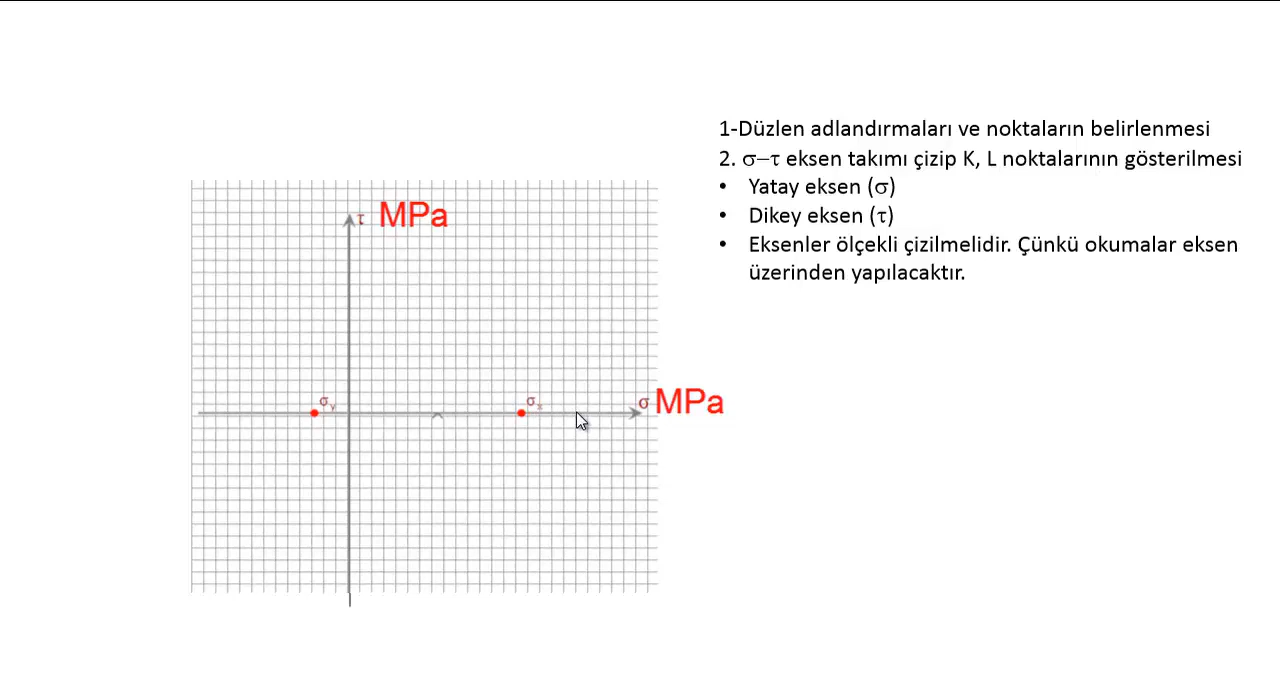 1-Düzlen adlandırmaları ve noktaların belirlenmesi
2. σ–τ eksen takımı çizip K, L noktalarının gösterilmesi
• Yatay eksen (σ)
• Dikey eksen (τ)
• Eksenler ölçekli çizilmelidir. Çünkü okumalar eksen
üzerinden yapılacaktır.
τ MPa
σy
σx
σ MPa